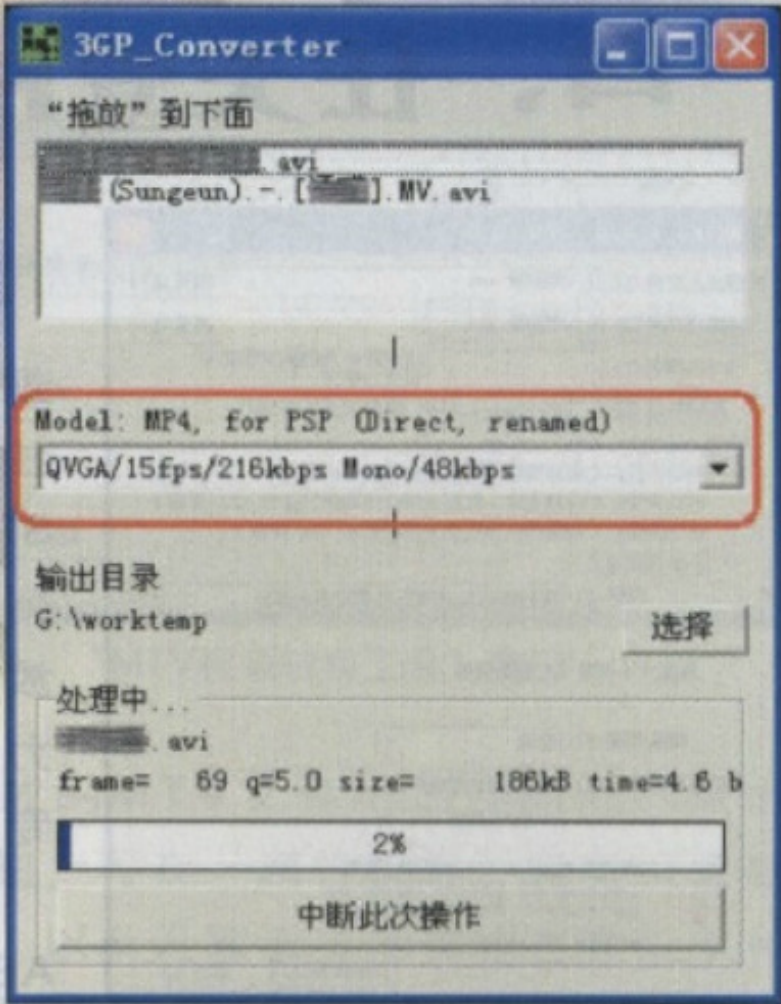 3GP_Converter
“拖放”到下面
.avi
(Sungeun).-.[].MV.avi
Model: MP4, for PSP (Direct, renamed)
QVGA/15fps/216kbps Mono/48kbps
输出目录
G:\worktemp
选择
处理中...
.avi
frame= 69 q=5.0 size= 186kB time=4.6 b
2%
中断此次操作